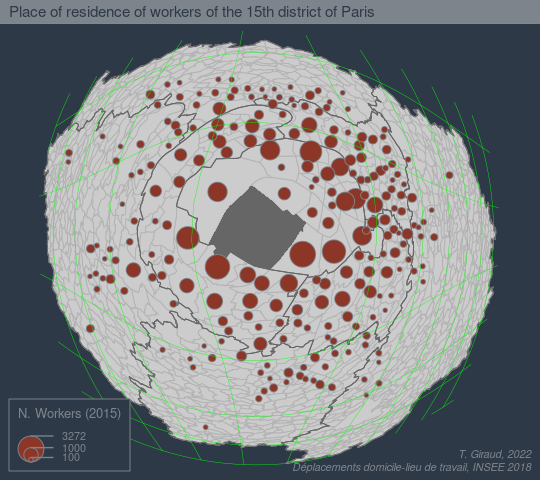 Place of residence of workers of the 15th district of Paris
N. Workers (2015)
3272
1000
100
T. Giraud, 2022
Déplacements domicile-lieu de travail, INSEE 2018